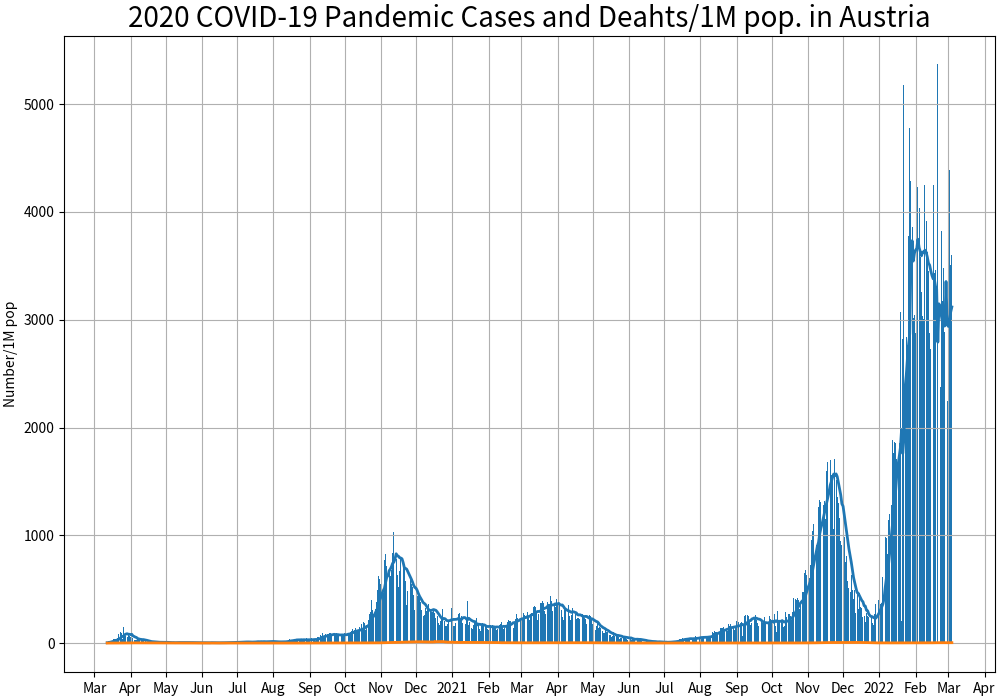 2020 COVID-19 Pandemic Cases and Deahts/1M pop. in Austria
5000
4000
3000
2000
1000
0
Number/1M pop
Mar Apr May Jun Jul Aug Sep Oct Nov Dec 2021 Feb Mar Apr May Jun Jul Aug Sep Oct Nov Dec 2022 Feb Mar Apr